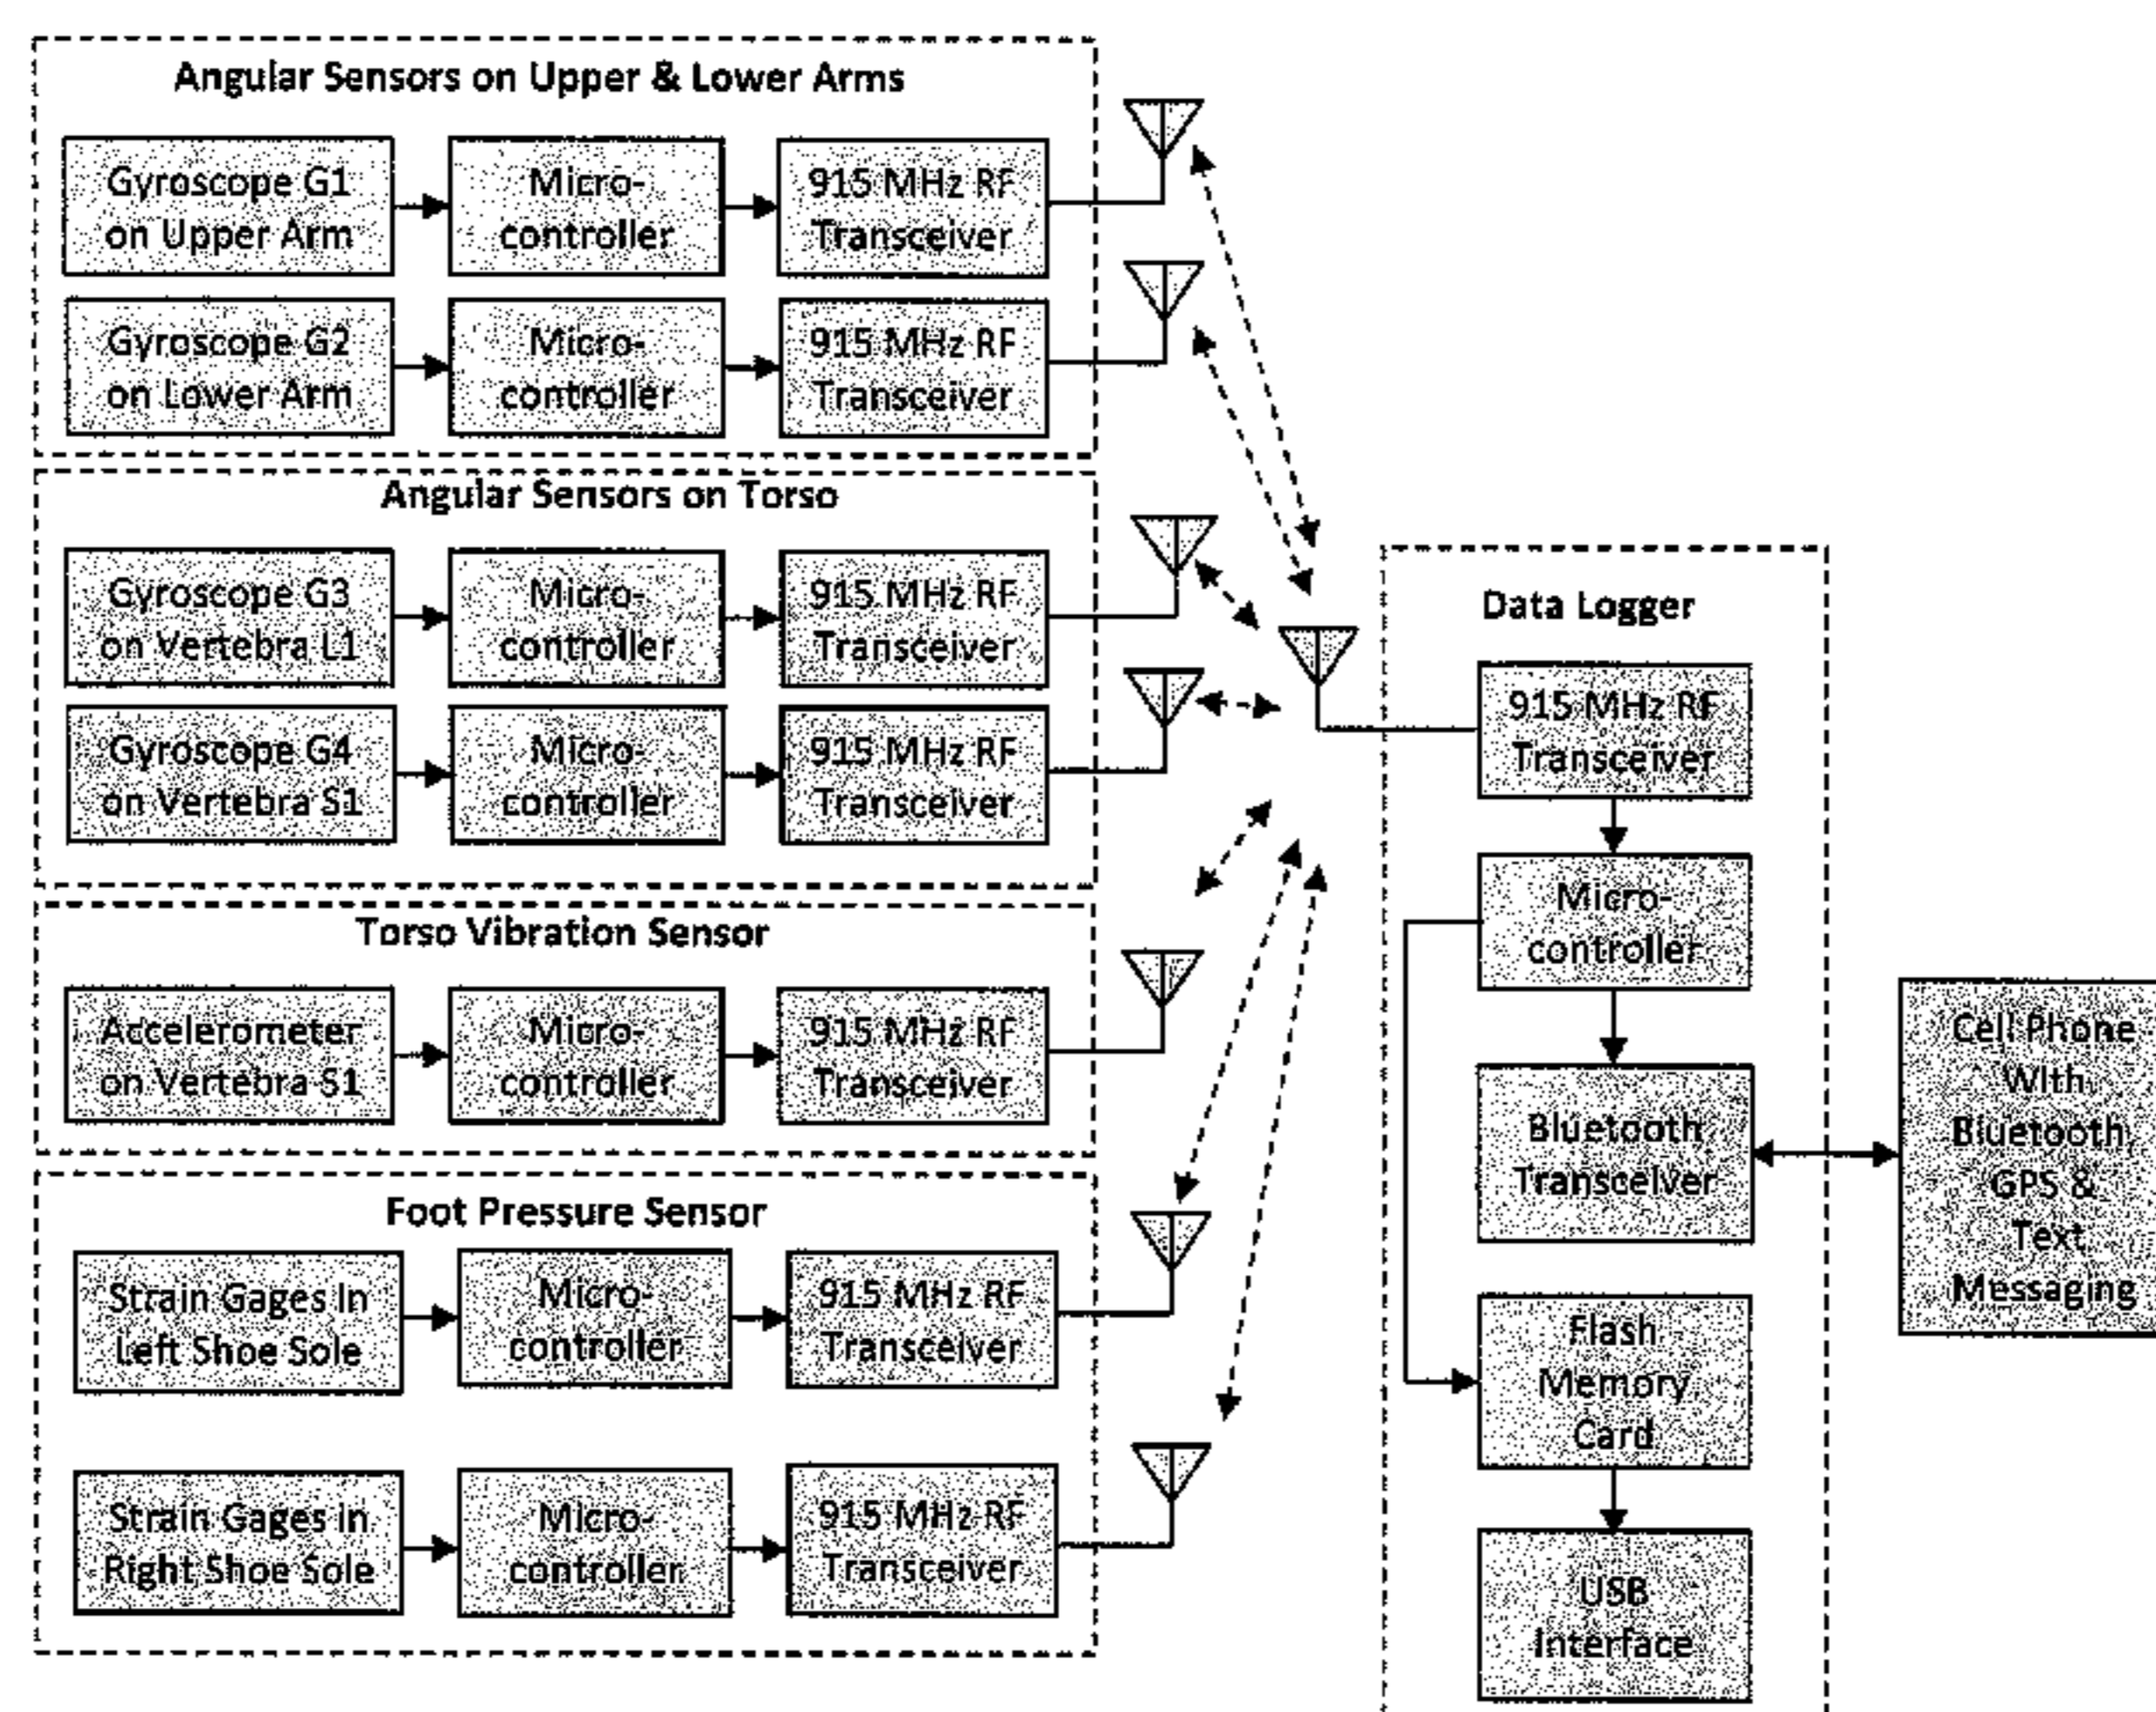 Angular Sensors on Upper & Lower Arms
Gyroscope G1
on Upper Arm
Micro-
controller
915 MHz RF
Transceiver
Gyroscope G2
on Lower Arm
Micro-
controller
915 MHz RF
Transceiver
Angular Sensors on Torso
Gyroscope G3
on Vertebra L1
Micro-
controller
915 MHz RF
Transceiver
Gyroscope G4
on Vertebra S1
Micro-
controller
915 MHz RF
Transceiver
Torso Vibration Sensor
Accelerometer
on Vertebra S1
Micro-
controller
915 MHz RF
Transceiver
Foot Pressure Sensor
Strain Gages In
Left Shoe Sole
Micro-
controller
915 MHz RF
Transceiver
Strain Gages in
Right Shoe Sole
Micro-
controller
915 MHz RF
Transceiver
Data Logger
915 MHz RF
Transceiver
Micro-
controller
Bluetooth
Transceiver
Flash
Memory
Card
USB
Interface
Cell Phone
With
Bluetooth
GPS &
Text
Messaging